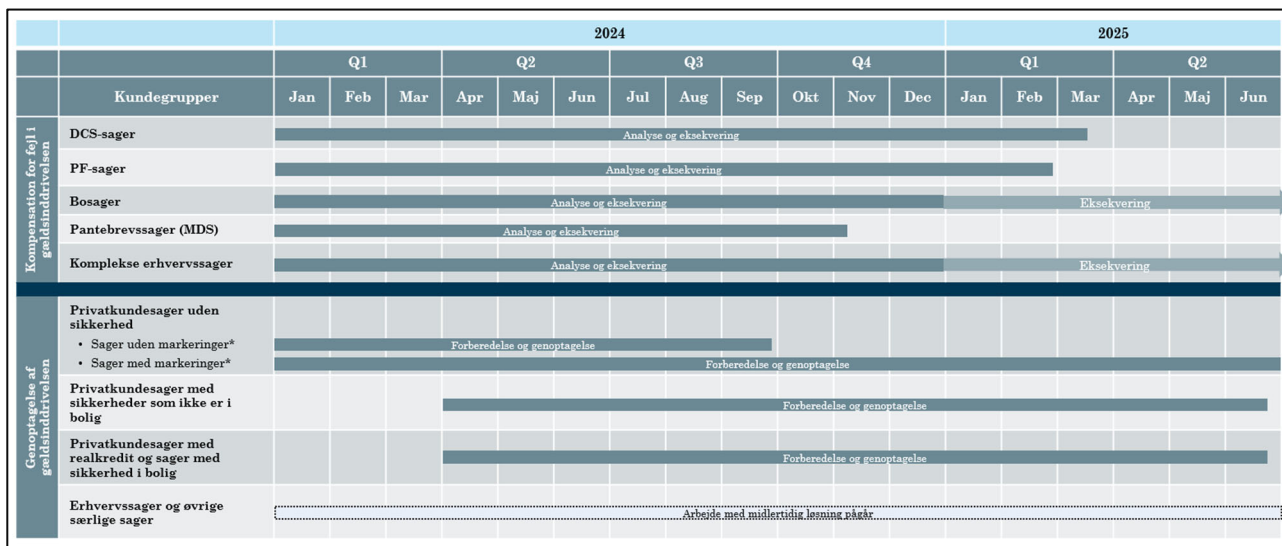 2024
2025
Q1
Q2
Q3
Q4
Q1
Q2
Kundegrupper
Jan
Feb
Mar
Apr
Maj
Jun
Jul
Aug
Sep
Okt
Nov
Dec
Jan
Feb
Mar
Apr
Maj
Jun
Kompensation for fejl i
gældsinddrivelsen
DCS-sager
Analyse og eksekvering
PF-sager
Analyse og eksekvering
Bosager
Analyse og eksekvering
Eksekvering
Pantebrevssager (MDS)
Analyse og eksekvering
Komplekse erhvervssager
Analyse og eksekvering
Eksekvering
Genoptagelse af
gældsinddrivelsen
Privatkundesager uden
sikkerhed
• Sager uden markeringer*
Forberedelse og genoptagelse
• Sager med markeringer*
Forberedelse og genoptagelse
Privatkundesager med
sikkerheder som ikke er i
bolig
Forberedelse og genoptagelse
Privatkundesager med
realkredit og sager med
sikkerhed i bolig
Forberedelse og genoptagelse
Erhvervssager og øvrige
særlige sager
Arbejde med midlertidig løsning pågår